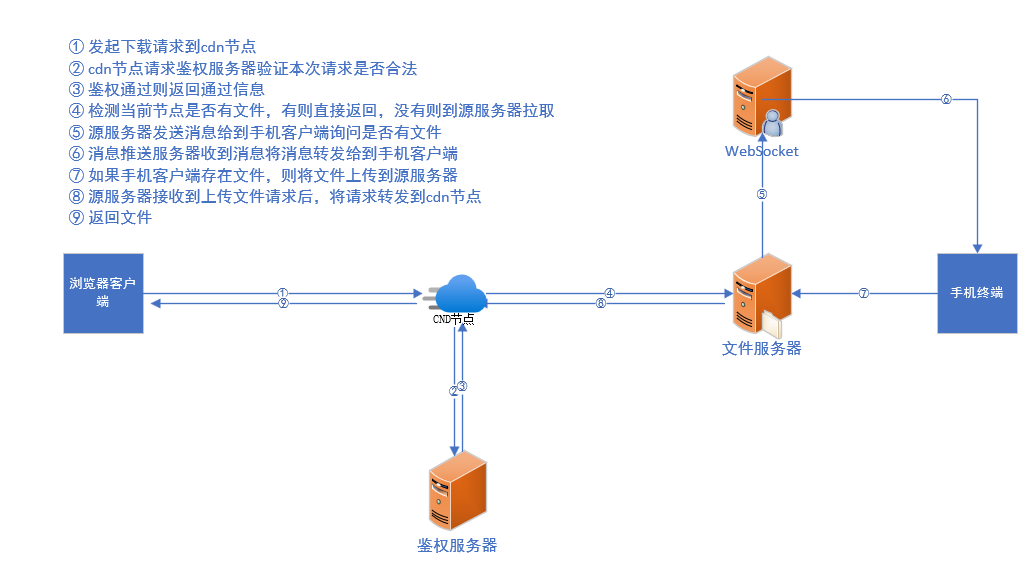 ① 发起下载请求到cdn节点
② cdn节点请求鉴权服务器验证本次请求是否合法
③ 鉴权通过则返回通过信息
④ 检测当前节点是否有文件，有则直接返回，没有则到源服务器拉取
⑤ 源服务器发送消息给到手机客户端询问是否有文件
⑥ 消息推送服务器收到消息将消息转发给到手机客户端
⑦ 如果手机客户端存在文件，则将文件上传到源服务器
⑧ 源服务器接收到上传文件请求后，将请求转发到cdn节点
⑨ 返回文件
⑥
WebSocket
⑤
浏览器客户
端
①
⑨
CND节点
④
⑧
文件服务器
⑦
手机终端
②
③
鉴权服务器